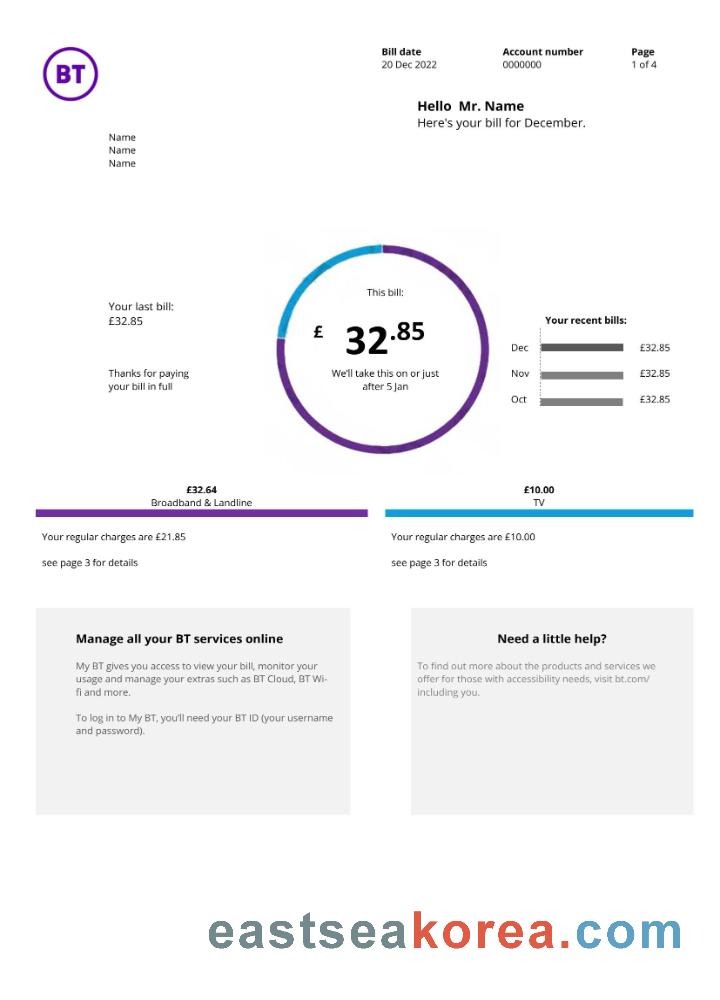 BT
Bill date Account number Page
20 Dec 2022 0000000 1 of 4
Hello Mr. Name
Here's your bill for December.
Name
Name
Name
Your last bill:
£32.85
Thanks for paying
your bill in full
This bill:
£ 32.85
We'll take this on or just
after 5 Jan
Your recent bills:
Dec £32.85
Nov £32.85
Oct £32.85
£32.64
Broadband & Landline
Your regular charges are £21.85
see page 3 for details
£10.00
TV
Your regular charges are £10.00
see page 3 for details
Manage all your BT services online
My BT gives you access to view your bill, monitor your
usage and manage your extras such as BT Cloud, BT Wi-
fi and more.
To log in to My BT, you'll need your BT ID (your username
and password).
Need a little help?
To find out more about the products and services we
offer for those with accessibility needs, visit bt.com/
including you.
eastseakorea.com